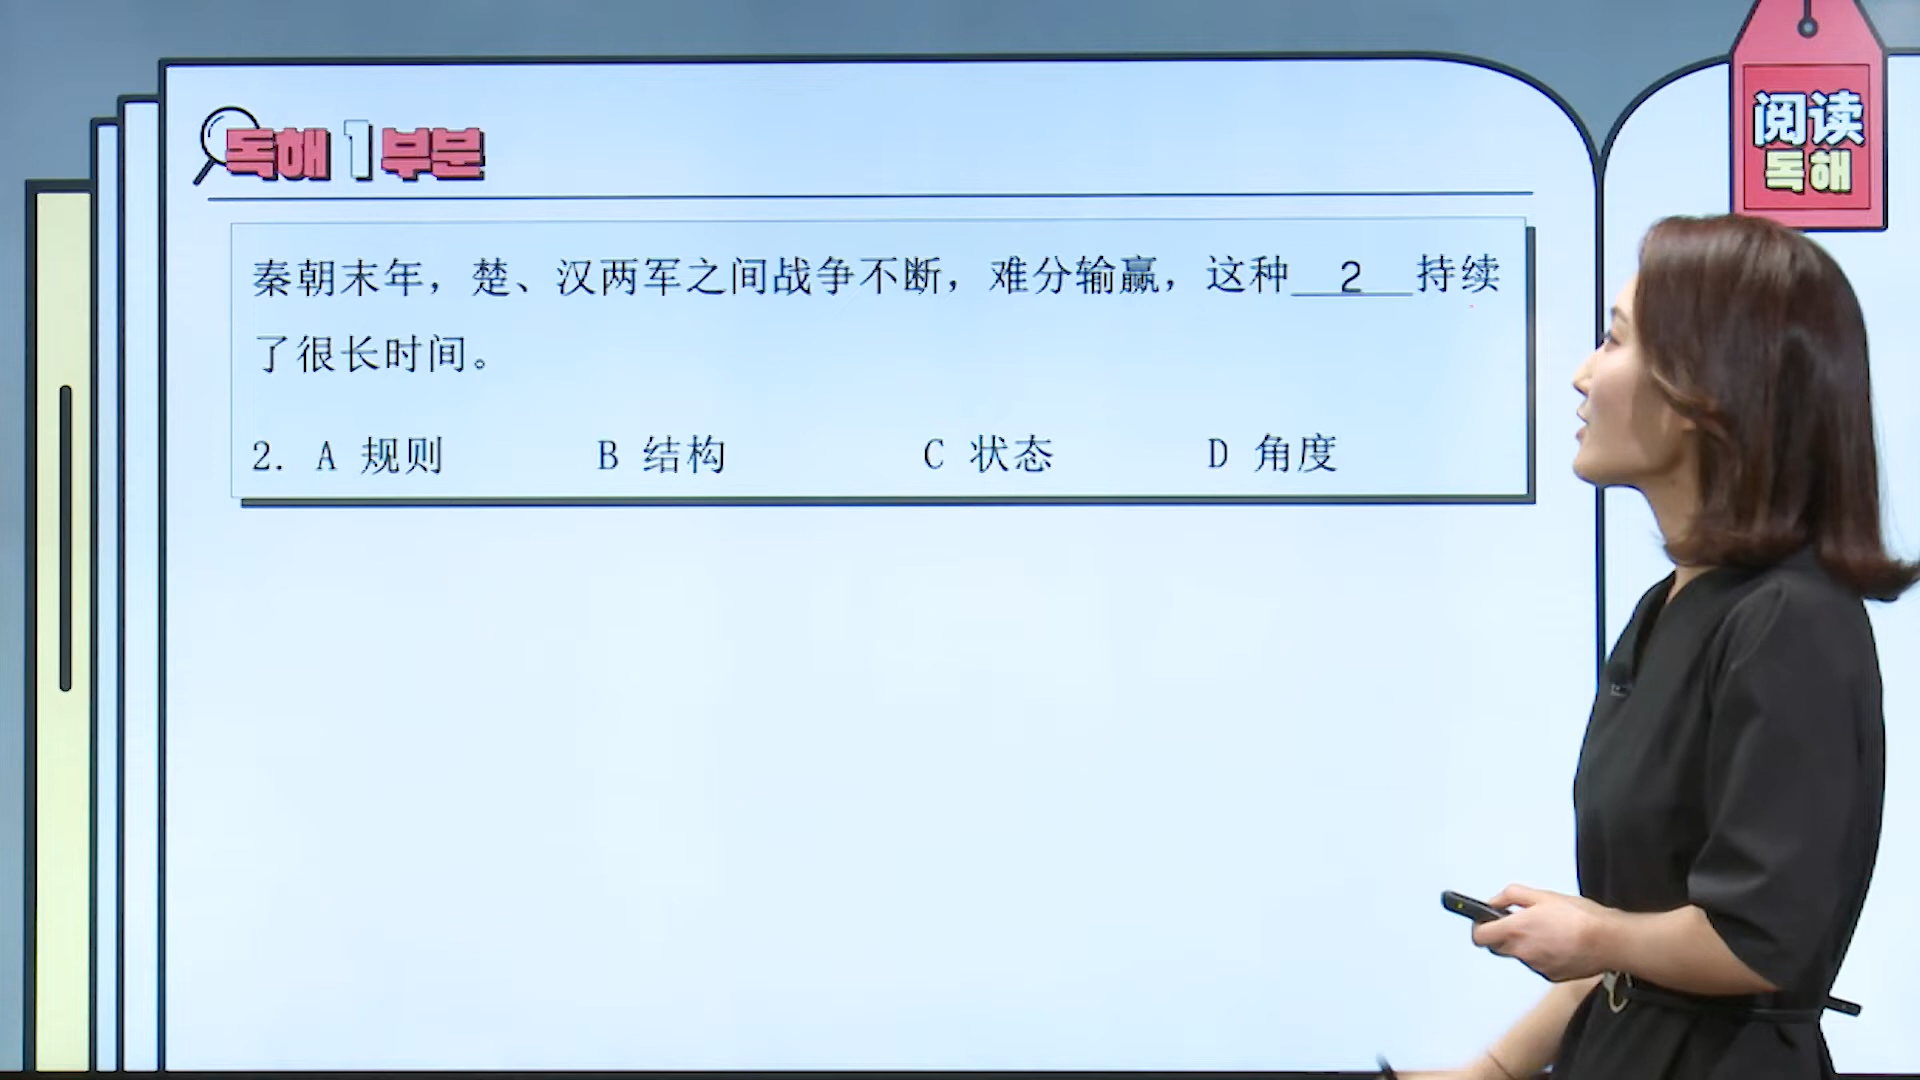 阅读
独해
독해 1 부분
秦朝末年，楚、汉两军之间战争不断，难分输赢，这种 2 持续
了很长时间。
2. A 规则 B 结构 C 状态 D 角度